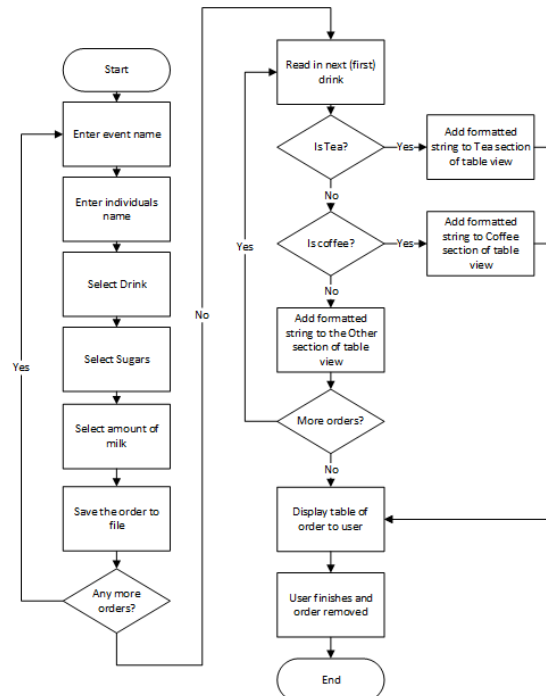 Start
Enter event name
Enter individuals
name
Select Drink
Select Sugars
Select amount of
milk
Save the order to
file
Any more
orders?
Yes
No
Read in next (first)
drink
Is Tea?
Yes
Add formatted
string to Tea section
of table view
No
Is coffee?
Yes
Add formatted
string to Coffee
section of table
view
No
Add formatted
string to the Other
section of table
view
More orders?
Yes
No
Display table of
order to user
User finishes and
order removed
End